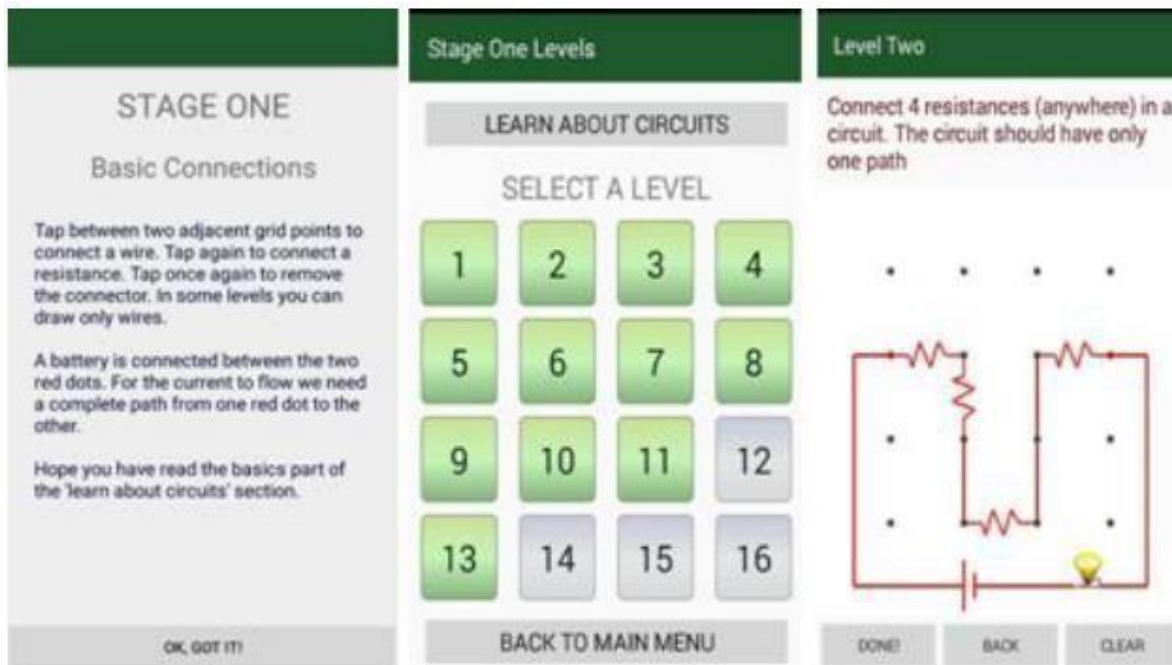 STAGE ONE
Basic Connections
Tap between two adjacent grid points to
connect a wire. Tap again to connect a
resistance. Tap once again to remove
the connector. In some levels you can
draw only wires.
A battery is connected between the two
red dots. For the current to flow we need
a complete path from one red dot to the
other.
Hope you have read the basics part of
the 'learn about circuits' section.
OK, GOT IT!
Stage One Levels
LEARN ABOUT CIRCUITS
SELECT A LEVEL
1 2 3 4
5 6 7 8
9 10 11 12
13 14 15 16
BACK TO MAIN MENU
Level Two
Connect 4 resistances (anywhere) in a
circuit. The circuit should have only
one path
DONE! BACK CLEAR